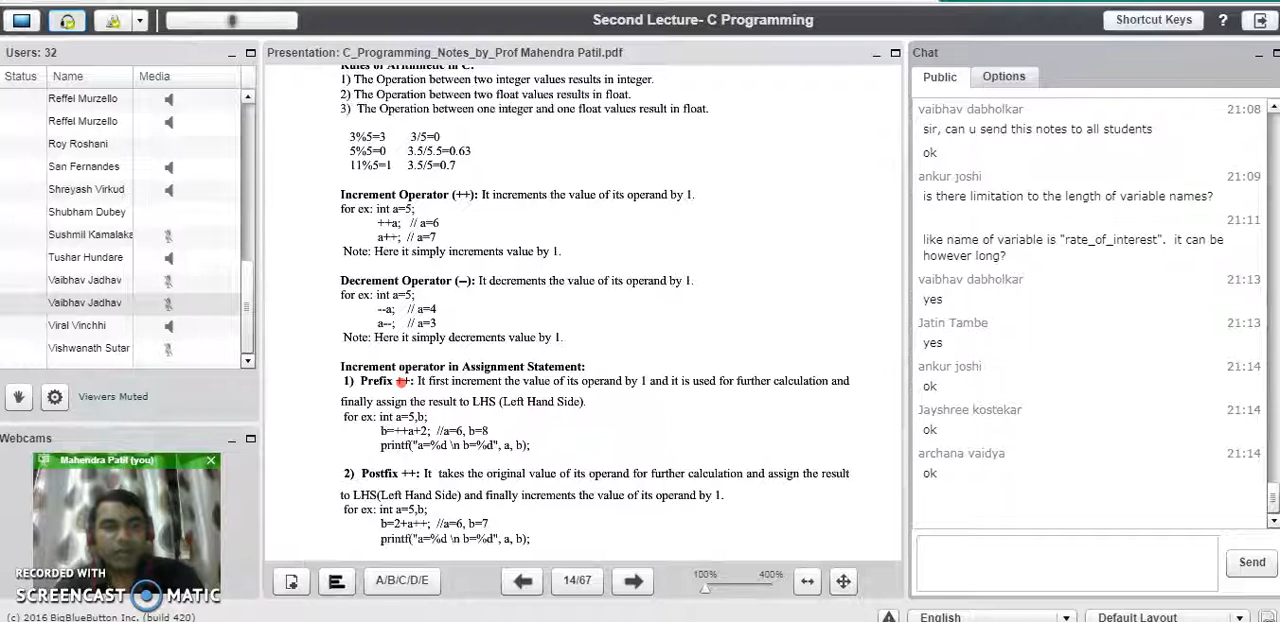 Second Lecture- C Programming
Shortcut Keys
?
Users: 32
Status Name Media
Reffel Murzello
Reffel Murzello
Roy Roshani
San Fernandes
Shreyash Virkud
Shubham Dubey
Sushmil Kamalaka
Tushar Hundare
Vaibhav Jadhav
Vaibhav Jadhav
Viral Vinchhi
Vishwanath Sutar
Viewers Muted
Webcams
Mahendra Patil (you)
RECORDED WITH
SCREENCAST MATIC
(c) 2016 BigBlueButton Inc. (build 420)
Presentation: C_Programming_Notes_by_Prof Mahendra Patil.pdf
Rules of Arithmetic in C:
1) The Operation between two integer values results in integer.
2) The Operation between two float values results in float.
3) The Operation between one integer and one float values result in float.
3%5=3 3/5=0
5%5=0 3.5/5.5=0.63
11%5=1 3.5/5=0.7
Increment Operator (++): It increments the value of its operand by 1.
for ex: int a=5;
++a; // a=6
a++; // a=7
Note: Here it simply increments value by 1.
Decrement Operator (--): It decrements the value of its operand by 1.
for ex: int a=5;
--a; // a=4
a--; // a=3
Note: Here it simply decrements value by 1.
Increment operator in Assignment Statement:
1) Prefix ++: It first increment the value of its operand by 1 and it is used for further calculation and
finally assign the result to LHS (Left Hand Side).
for ex: int a=5,b;
b=++a+2; //a=6, b=8
printf("a=%d \n b=%d", a, b);
2) Postfix ++: It takes the original value of its operand for further calculation and assign the result
to LHS(Left Hand Side) and finally increments the value of its operand by 1.
for ex: int a=5,b;
b=2+a++; //a=6, b=7
printf("a=%d \n b=%d", a, b);
A/B/C/D/E
14/67
100% 400%
Chat
Public Options
vaibhav dabholkar 21:08
sir, can u send this notes to all students
ok
ankur joshi 21:09
is there limitation to the length of variable names?
21:11
like name of variable is "rate_of_interest". it can be
however long?
vaibhav dabholkar 21:13
yes
Jatin Tambe 21:13
yes
ankur joshi 21:14
ok
Jayshree kostekar 21:14
ok
archana vaidya 21:14
ok
Send
English
Default Layout